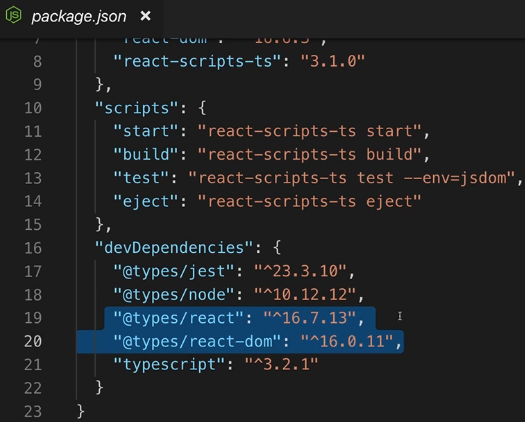 JS package.json ×
7 "react-dom": "16.6.3",
8 "react-scripts-ts": "3.1.0"
9 },
10 "scripts": {
11 "start": "react-scripts-ts start",
12 "build": "react-scripts-ts build",
13 "test": "react-scripts-ts test --env=jsdom",
14 "eject": "react-scripts-ts eject"
15 },
16 "devDependencies": {
17 "@types/jest": "^23.3.10",
18 "@types/node": "^10.12.12",
19 "@types/react": "^16.7.13",
20 "@types/react-dom": "^16.0.11",
21 "typescript": "^3.2.1"
22 }
23 }